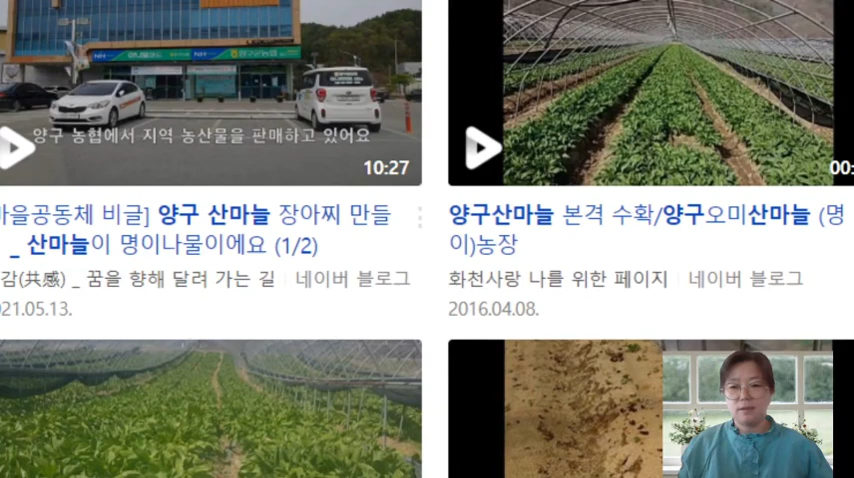 양구 농협에서 지역 농산물을 판매하고 있어요
10:27
00:
마을공동체 비글] 양구 산마늘 장아찌 만들
_ 산마늘이 명이나물이에요 (1/2)
감(共感) _ 꿈을 향해 달려 가는 길 네이버 블로그
021.05.13.
양구산마늘 본격 수확/양구오미산마늘 (명
이)농장
화천사랑 나를 위한 페이지 네이버 블로그
2016.04.08.